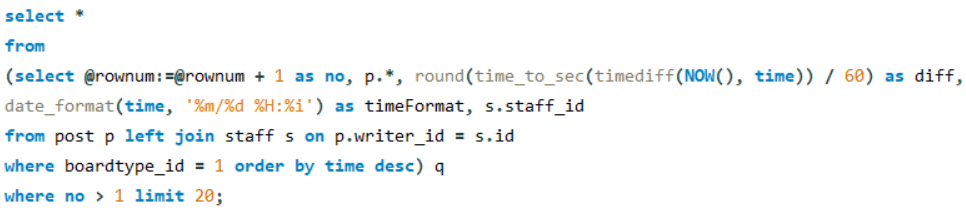 select *
from
(select @rownum:=@rownum + 1 as no, p.*, round(time_to_sec(timediff(NOW(), time)) / 60) as diff,
date_format(time, '%m/%d %H:%i') as timeFormat, s.staff_id
from post p left join staff s on p.writer_id = s.id
where boardtype_id = 1 order by time desc) q
where no > 1 limit 20;